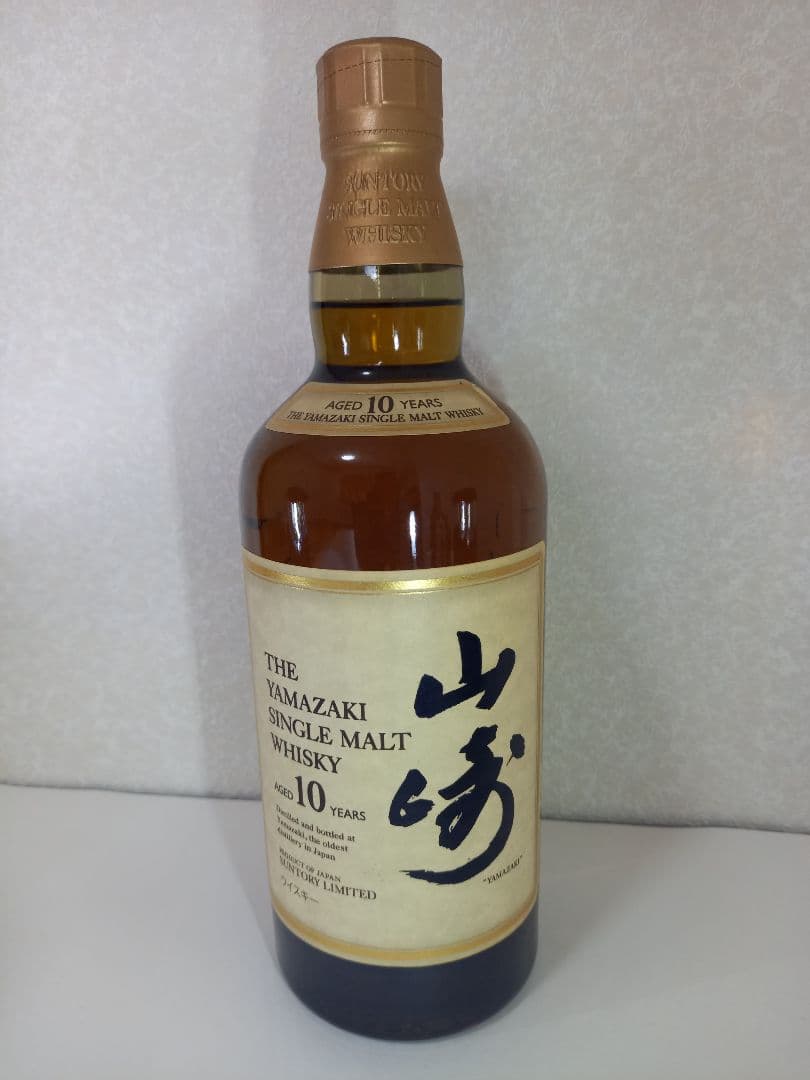 SUNTORY
SINGLE MALT
WHISKY
AGED 10 YEARS
THE YAMAZAKI SINGLE MALT WHISKY
THE
YAMAZAKI
SINGLE MALT
WHISKY
AGED 10 YEARS
Distilled and bottled at
Yamazaki, the oldest
distillery in Japan
PRODUCT OF JAPAN
SUNTORY LIMITED
ウイスキー
山崎
"YAMAZAKI"